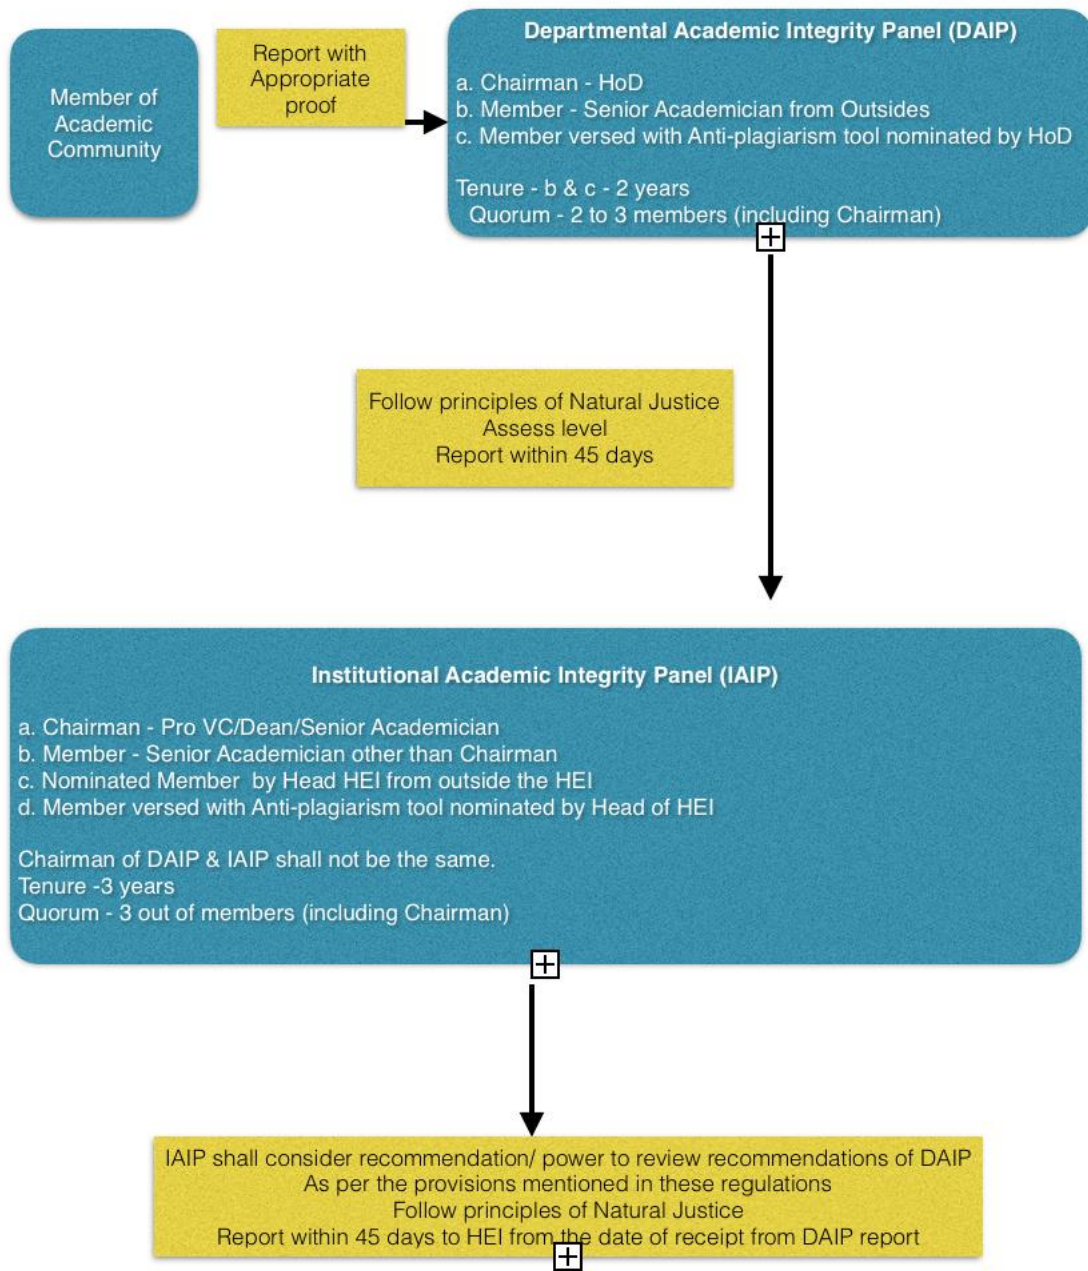 Member of
Academic
Community
Report with
Appropriate
proof
Departmental Academic Integrity Panel (DAIP)
a. Chairman - HoD
b. Member - Senior Academician from Outsides
c. Member versed with Anti-plagiarism tool nominated by HoD
Tenure - b & c - 2 years
Quorum - 2 to 3 members (including Chairman)
Follow principles of Natural Justice
Assess level
Report within 45 days
Institutional Academic Integrity Panel (IAIP)
a. Chairman - Pro VC/Dean/Senior Academician
b. Member - Senior Academician other than Chairman
c. Nominated Member by Head HEI from outside the HEI
d. Member versed with Anti-plagiarism tool nominated by Head of HEI
Chairman of DAIP & IAIP shall not be the same.
Tenure -3 years
Quorum - 3 out of members (including Chairman)
IAIP shall consider recommendation/ power to review recommendations of DAIP
As per the provisions mentioned in these regulations
Follow principles of Natural Justice
Report within 45 days to HEI from the date of receipt from DAIP report